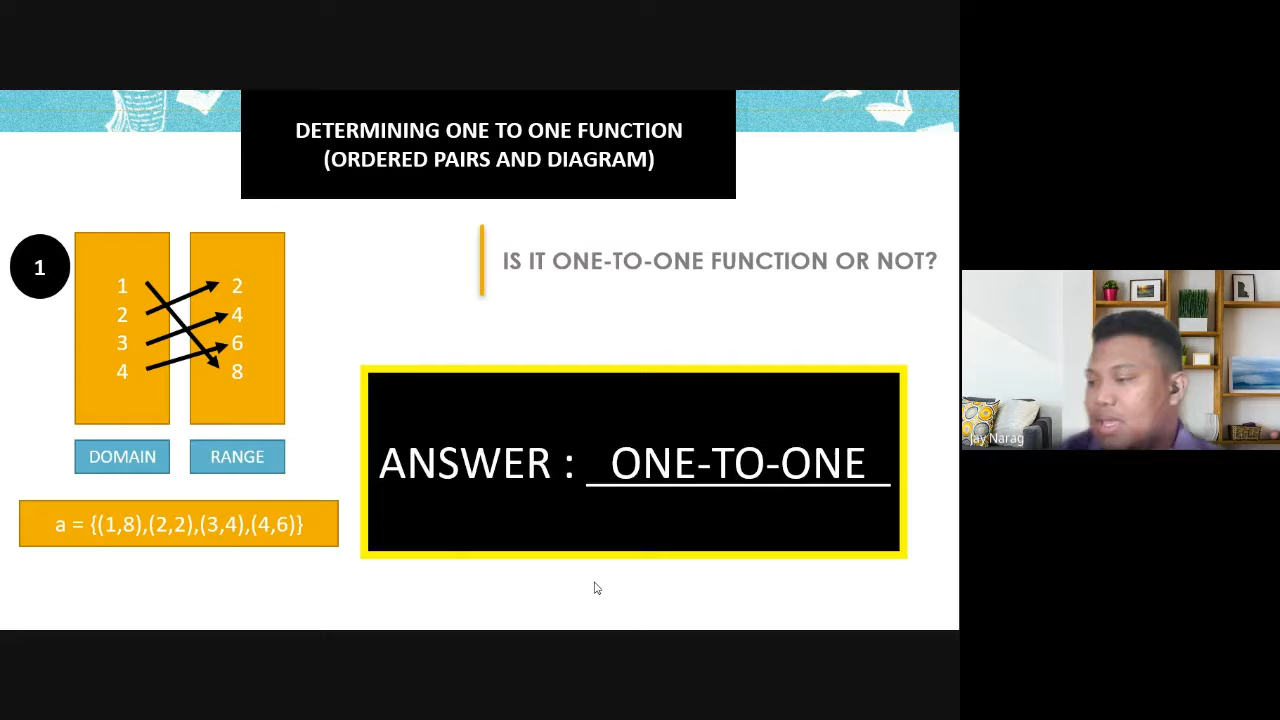 DETERMINING ONE TO ONE FUNCTION
(ORDERED PAIRS AND DIAGRAM)
1
IS IT ONE-TO-ONE FUNCTION OR NOT?
1 2
2 4
3 6
4 8
DOMAIN RANGE
a = {(1,8),(2,2),(3,4),(4,6)}
ANSWER : ONE-TO-ONE
Jay Narag